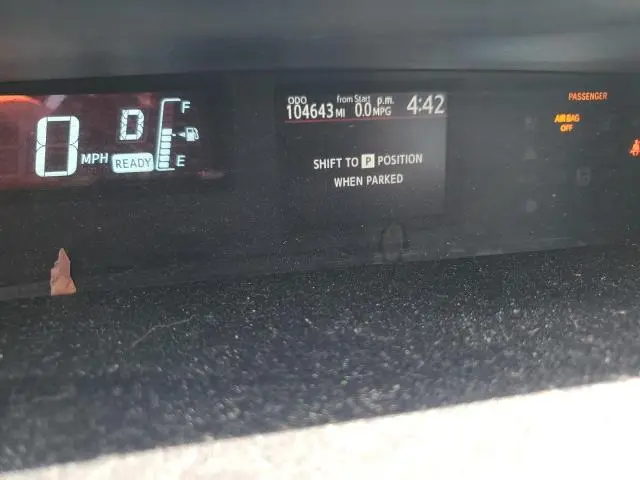 0 MPH
D
READY
F
E
ODO
104643 MI
from Start
0.0 MPG
p.m.
4:42
SHIFT TO P POSITION
WHEN PARKED
PASSENGER
AIR BAG
OFF